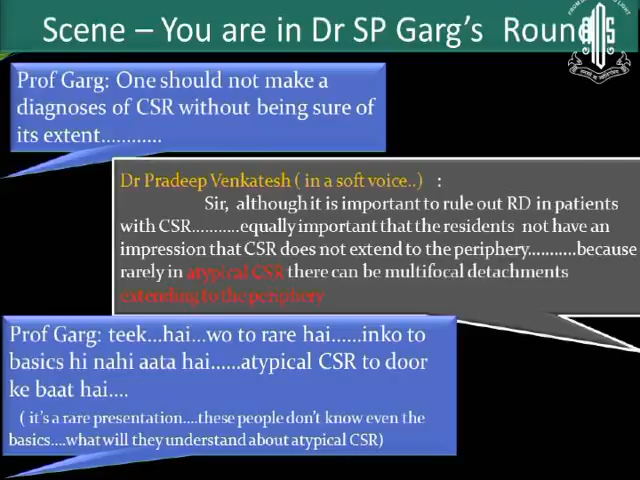 Scene – You are in Dr SP Garg's Round
Prof Garg: One should not make a
diagnoses of CSR without being sure of
its extent............
Dr Pradeep Venkatesh ( in a soft voice..) :
Sir, although it is important to rule out RD in patients
with CSR..........equally important that the residents not have an
impression that CSR does not extend to the periphery...........because
rarely in atypical CSR there can be multifocal detachments
extending to the periphery
Prof Garg: teek...hai...wo to rare hai......inko to
basics hi nahi aata hai......atypical CSR to door
ke baat hai....
( it's a rare presentation....these people don't know even the
basics....what will they understand about atypical CSR)